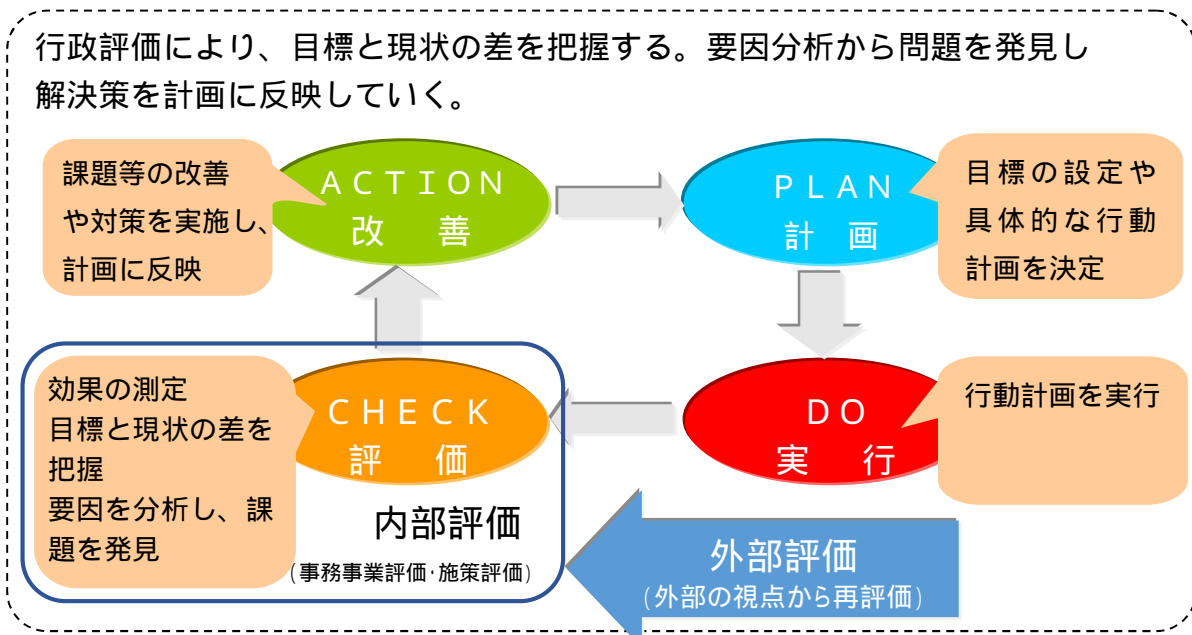 行政評価により、目標と現状の差を把握する。要因分析から問題を発見し
解決策を計画に反映していく。
課題等の改善
や対策を実施し、
計画に反映
ＡＣＴＩＯＮ
改　善
ＰＬＡＮ
計　画
目標の設定や
具体的な行動
計画を決定
効果の測定
目標と現状の差を
把握
要因を分析し、課
題を発見
ＣＨＥＣＫ
評　価
ＤＯ
実　行
行動計画を実行
内部評価
(事務事業評価・施策評価)
外部評価
(外部の視点から再評価)